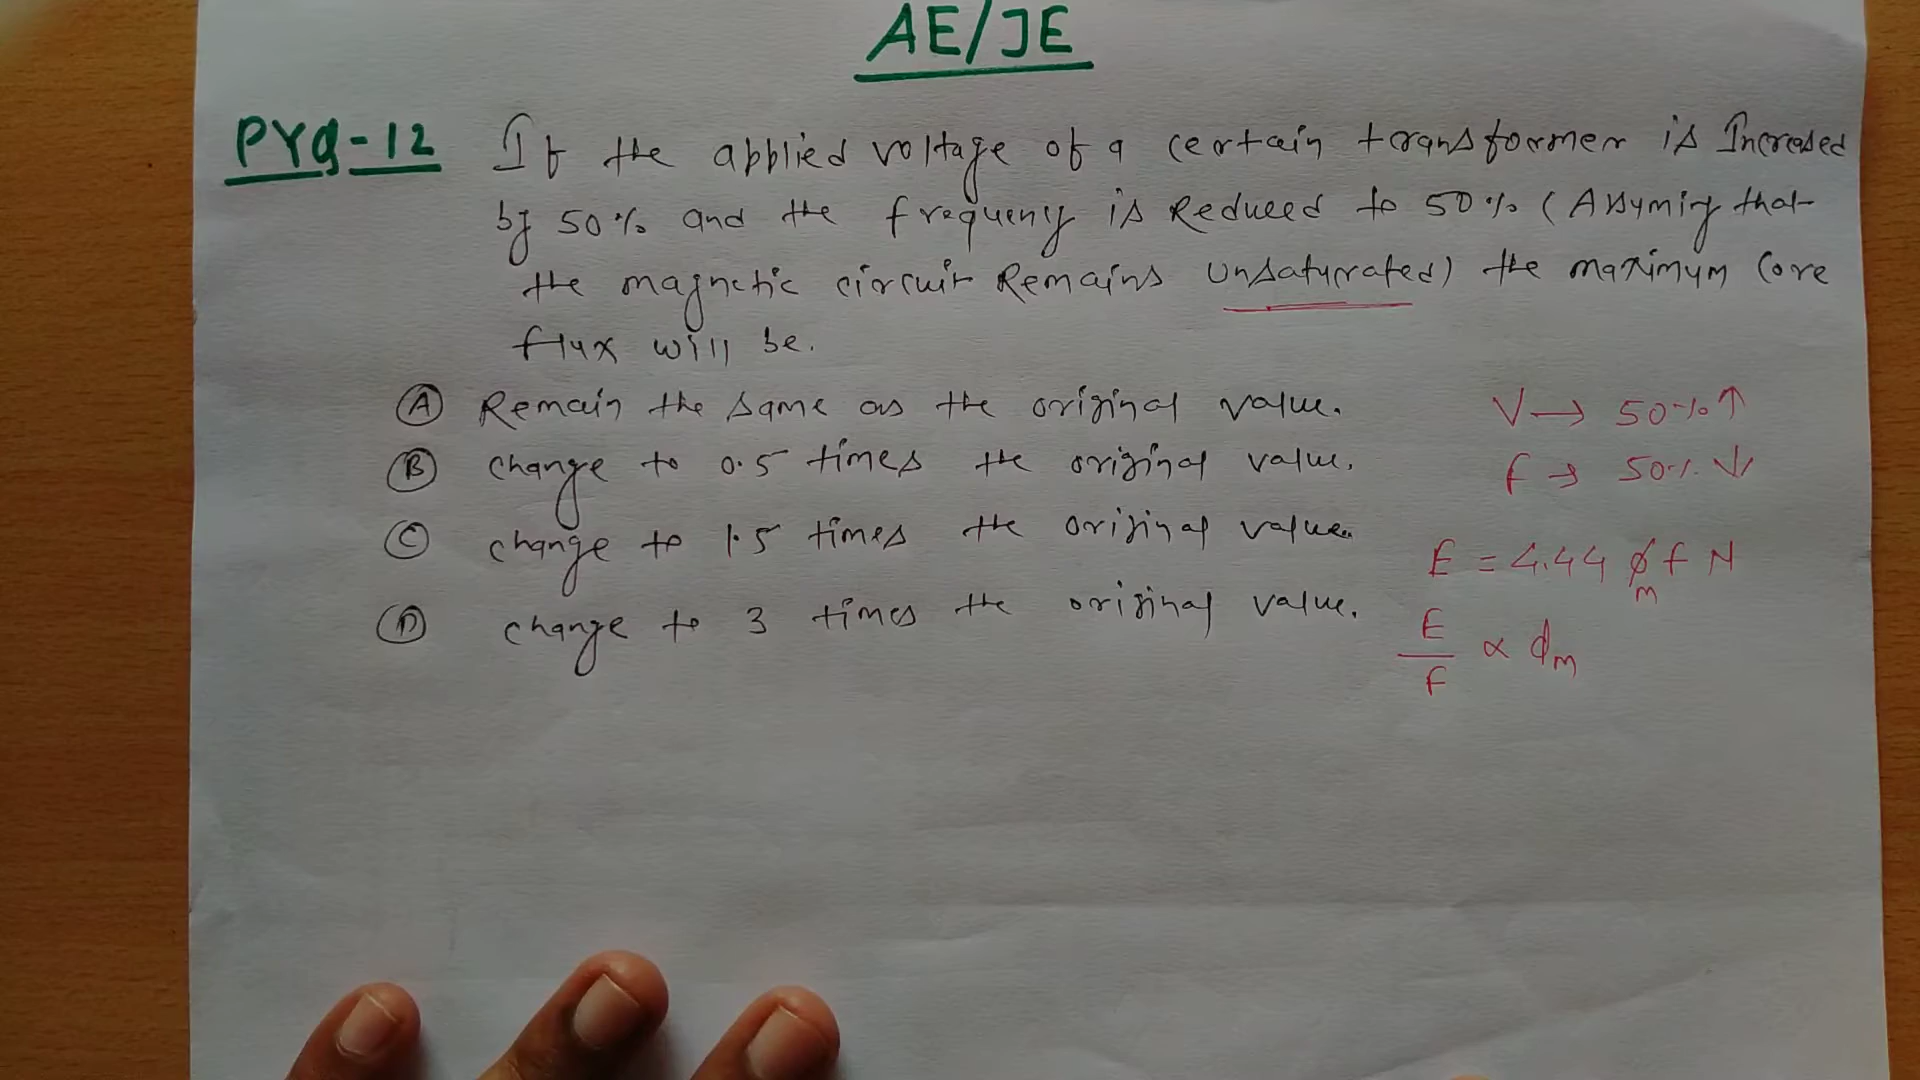 AE/JE
PYQ-12 If the applied voltage of a certain transformer is Increased
by 50% and the frequency is Reduced to 50% (Assuming that
the magnetic circuit Remains unsaturated) the maximum Core
flux will be.
(A) Remain the same as the original value.
(B) change to 0.5 times the original value.
(C) change to 1.5 times the original value.
(D) change to 3 times the original value.
V → 50% ↑
f → 50% ↓
E = 4.44 ϕm f N
E/F ∝ ϕm